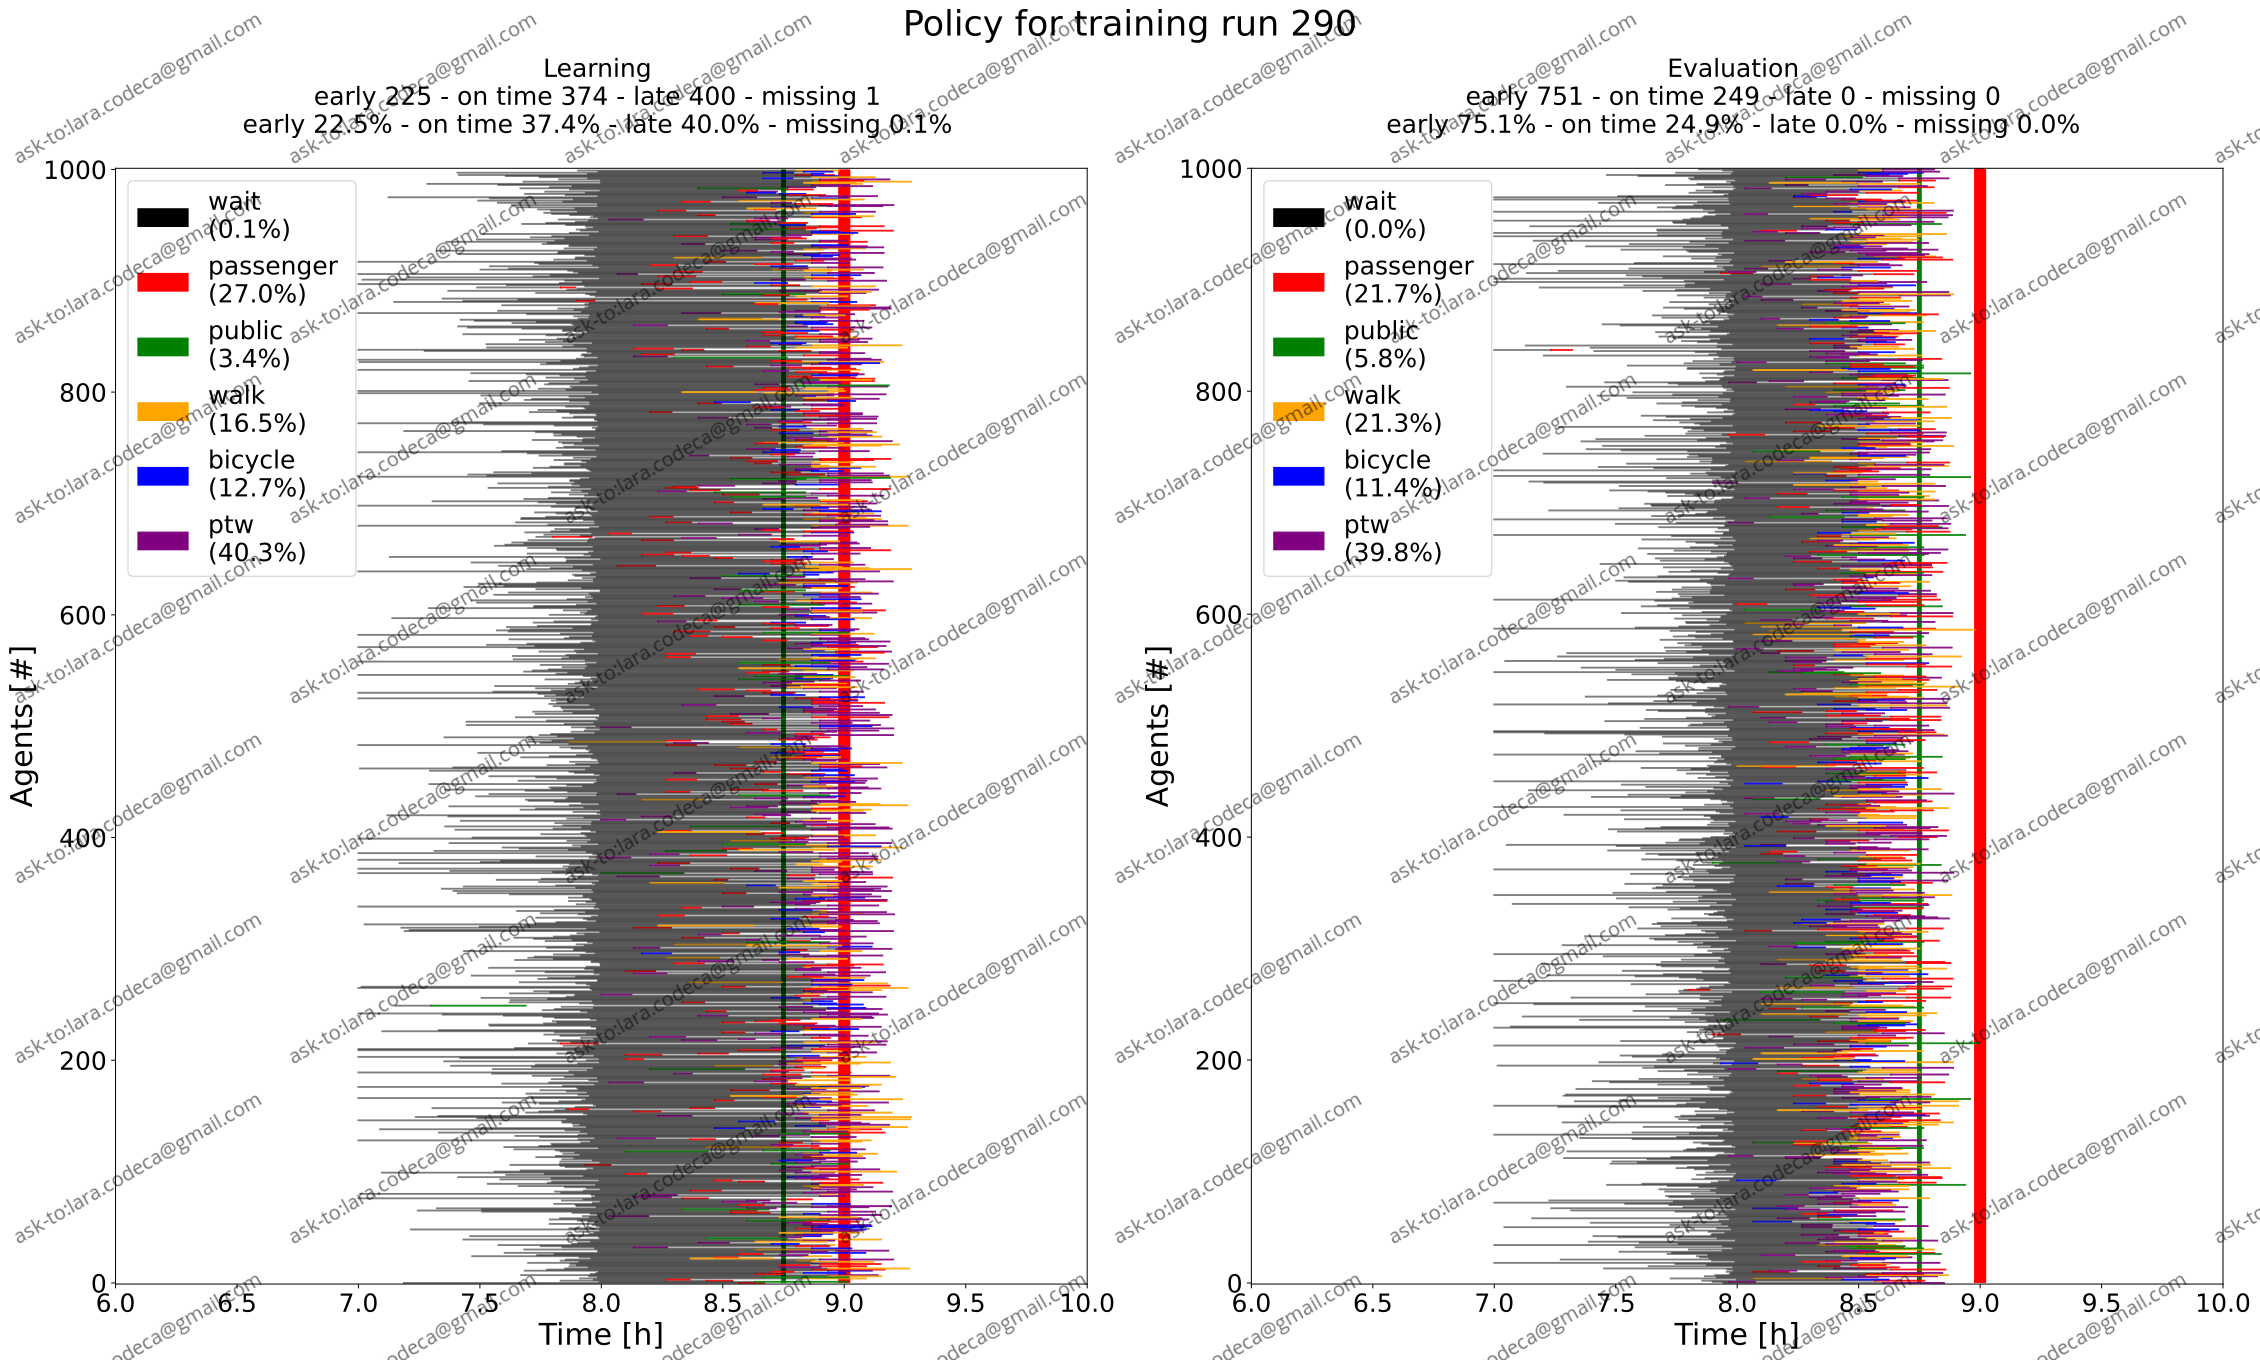 Policy for training run 290
Learning
early 225 - on time 374 - late 400 - missing 1
early 22.5% - on time 37.4% - late 40.0% - missing 0.1%
1000
800
600
400
200
0
Agents [#]
wait
(0.1%)
passenger
(27.0%)
public
(3.4%)
walk
(16.5%)
bicycle
(12.7%)
ptw
(40.3%)
6.0 6.5 7.0 7.5 8.0 8.5 9.0 9.5 10.0
Time [h]
Evaluation
early 751 - on time 249 - late 0 - missing 0
early 75.1% - on time 24.9% - late 0.0% - missing 0.0%
1000
800
600
400
200
0
Agents [#]
wait
(0.0%)
passenger
(21.7%)
public
(5.8%)
walk
(21.3%)
bicycle
(11.4%)
ptw
(39.8%)
6.0 6.5 7.0 7.5 8.0 8.5 9.0 9.5 10.0
Time [h]
ask-to:lara.codeca@gmail.com